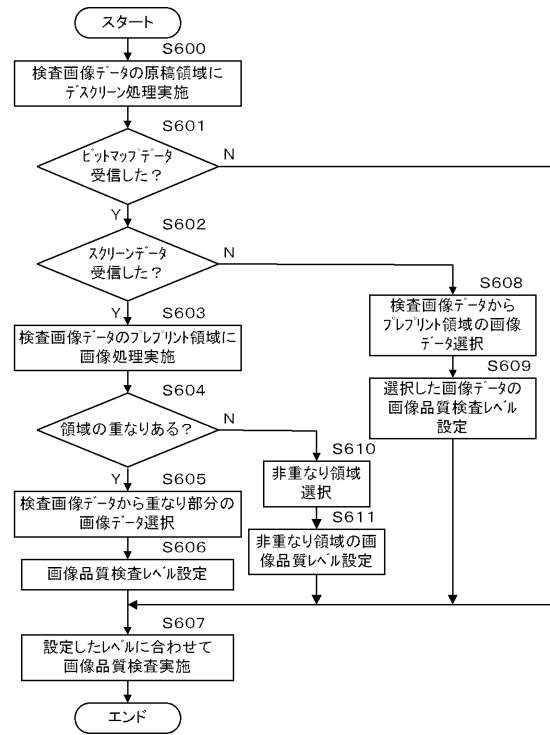 スタート
S600
検査画像データの原稿領域に
デスクリーン処理実施
S601
ビットマップデータ
受信した?
N
Y
S602
スクリーンデータ
受信した?
N
Y
S603
検査画像データのプレプリント領域に
画像処理実施
S608
検査画像データから
プレプリント領域の画像
データ選択
S609
選択した画像データの
画像品質検査レベル
設定
S604
領域の重なりある?
N
Y
S610
非重なり領域
選択
S605
検査画像データから重なり部分の
画像データ選択
S611
非重なり領域の画
像品質レベル設定
S606
画像品質検査レベル設定
S607
設定したレベルに合わせて
画像品質検査実施
エンド